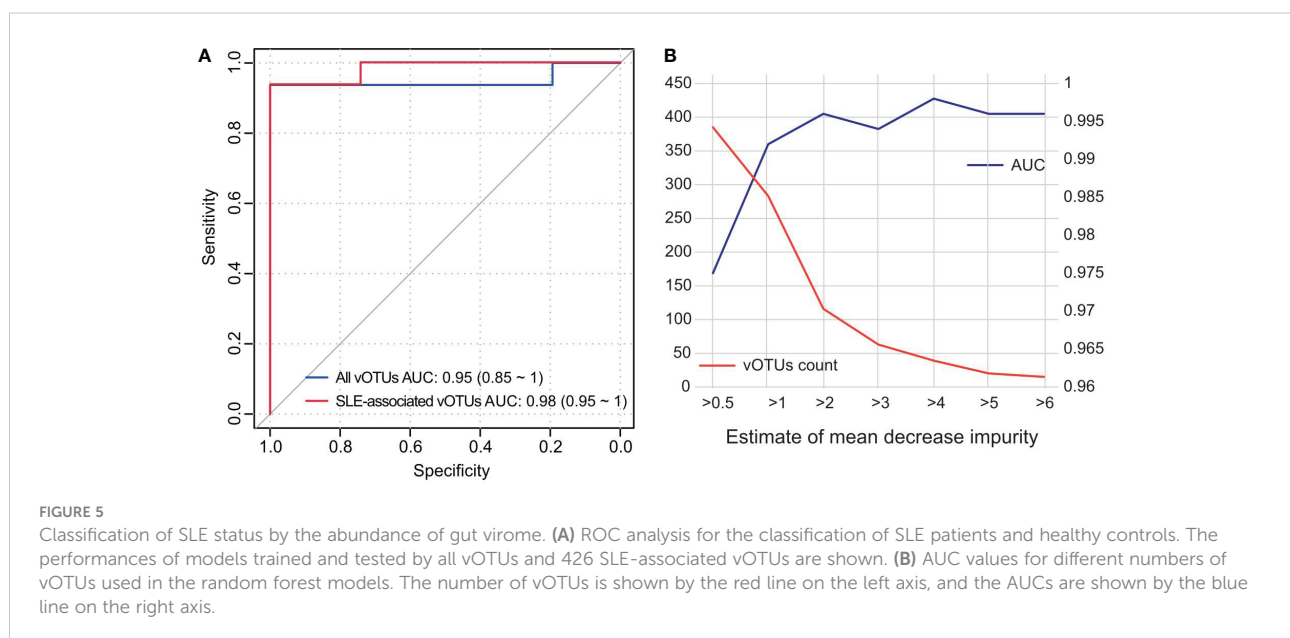 A
1.0
0.8
0.6
0.4
0.2
0.0
Sensitivity
All vOTUs AUC: 0.95 (0.85 ~ 1)
SLE-associated vOTUs AUC: 0.98 (0.95 ~ 1)
1.0 0.8 0.6 0.4 0.2 0.0
Specificity
B
450
400
350
300
250
200
150
100
50
0
1
0.995
0.99
0.985
0.98
0.975
0.97
0.965
0.96
AUC
vOTUs count
>0.5 >1 >2 >3 >4 >5 >6
Estimate of mean decrease impurity
FIGURE 5
Classification of SLE status by the abundance of gut virome. (A) ROC analysis for the classification of SLE patients and healthy controls. The
performances of models trained and tested by all vOTUs and 426 SLE-associated vOTUs are shown. (B) AUC values for different numbers of
vOTUs used in the random forest models. The number of vOTUs is shown by the red line on the left axis, and the AUCs are shown by the blue
line on the right axis.